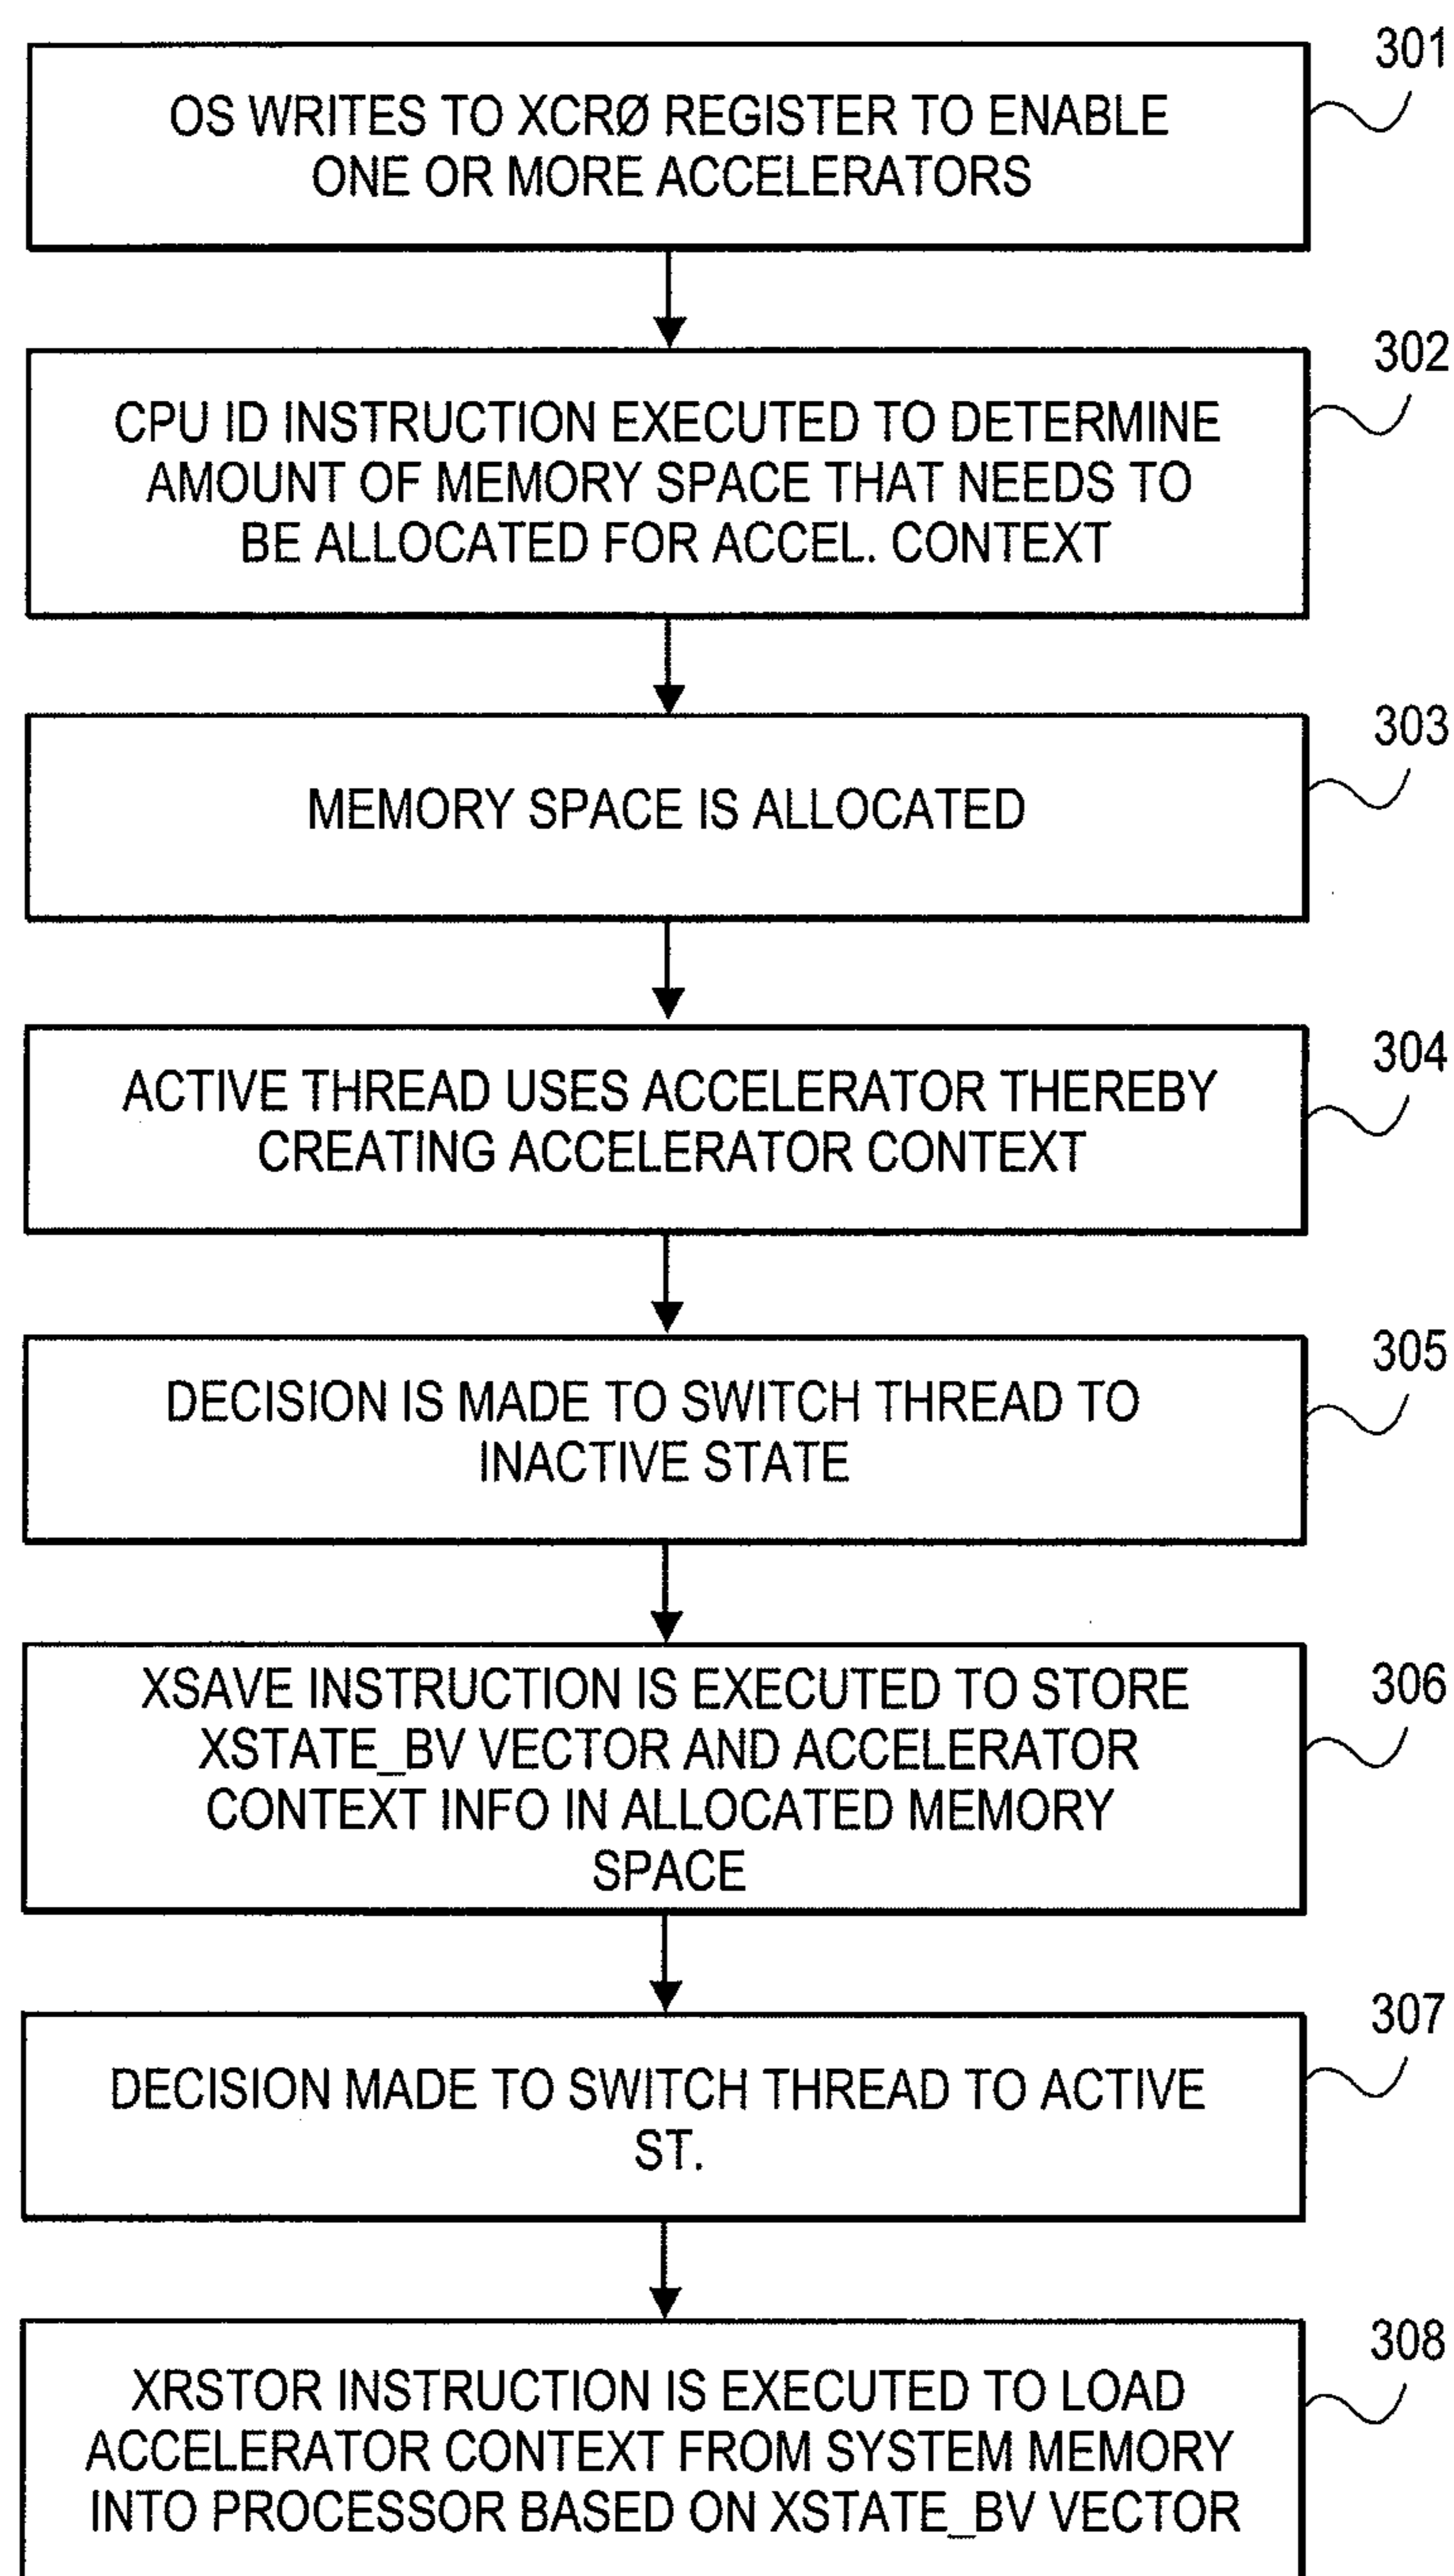 301
OS WRITES TO XCRØ REGISTER TO ENABLE
ONE OR MORE ACCELERATORS
302
CPU ID INSTRUCTION EXECUTED TO DETERMINE
AMOUNT OF MEMORY SPACE THAT NEEDS TO
BE ALLOCATED FOR ACCEL. CONTEXT
303
MEMORY SPACE IS ALLOCATED
304
ACTIVE THREAD USES ACCELERATOR THEREBY
CREATING ACCELERATOR CONTEXT
305
DECISION IS MADE TO SWITCH THREAD TO
INACTIVE STATE
306
XSAVE INSTRUCTION IS EXECUTED TO STORE
XSTATE_BV VECTOR AND ACCELERATOR
CONTEXT INFO IN ALLOCATED MEMORY
SPACE
307
DECISION MADE TO SWITCH THREAD TO ACTIVE
ST.
308
XRSTOR INSTRUCTION IS EXECUTED TO LOAD
ACCELERATOR CONTEXT FROM SYSTEM MEMORY
INTO PROCESSOR BASED ON XSTATE_BV VECTOR